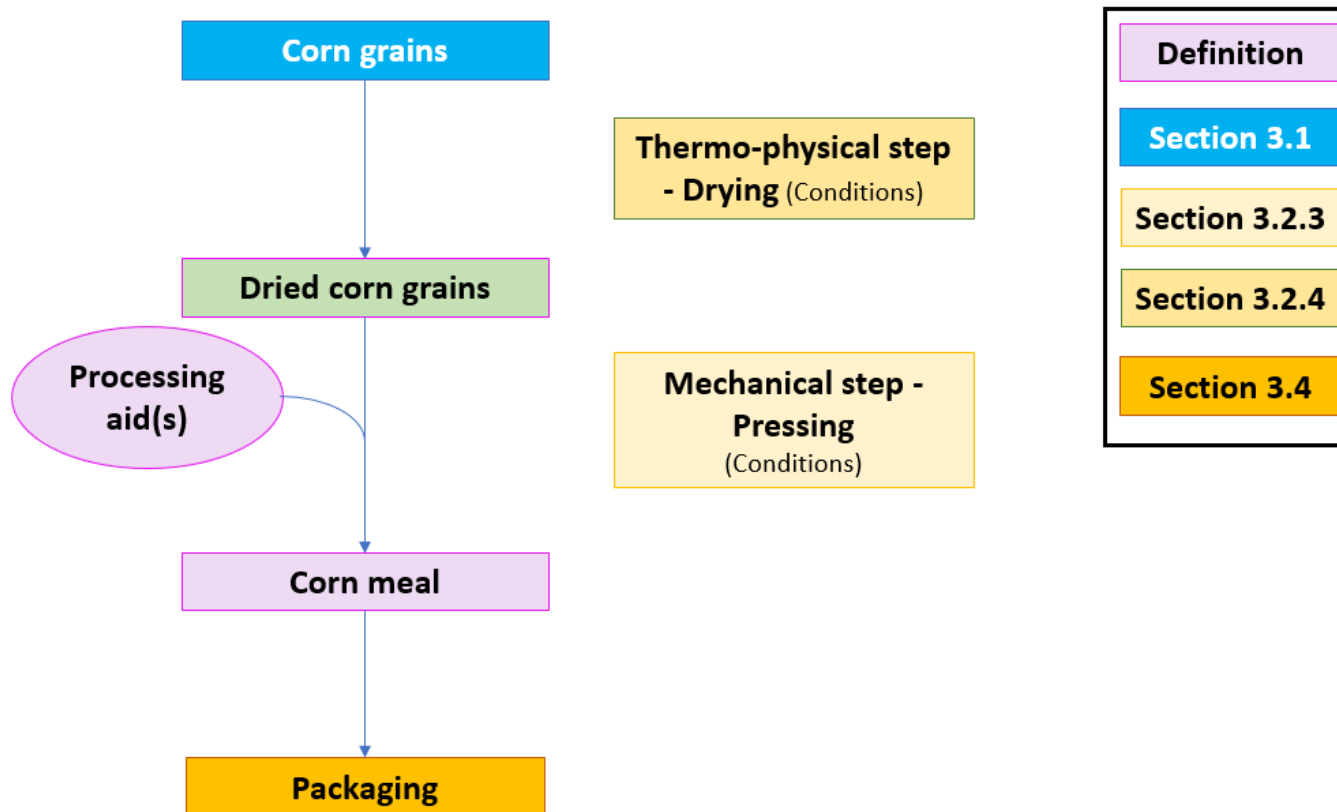 Corn grains
Thermo-physical step
- Drying (Conditions)
Dried corn grains
Processing
aid(s)
Mechanical step -
Pressing
(Conditions)
Corn meal
Packaging
Definition
Section 3.1
Section 3.2.3
Section 3.2.4
Section 3.4